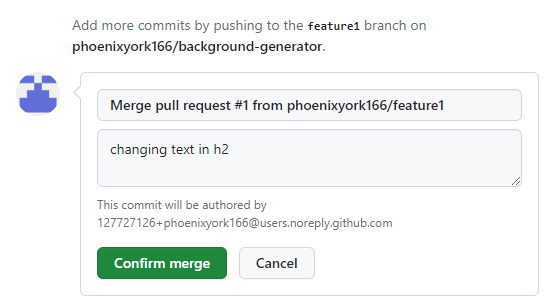 Add more commits by pushing to the feature1 branch on
phoenixyork166/background-generator.
Merge pull request #1 from phoenixyork166/feature1
changing text in h2
This commit will be authored by
127727126+phoenixyork166@users.noreply.github.com
Confirm merge
Cancel